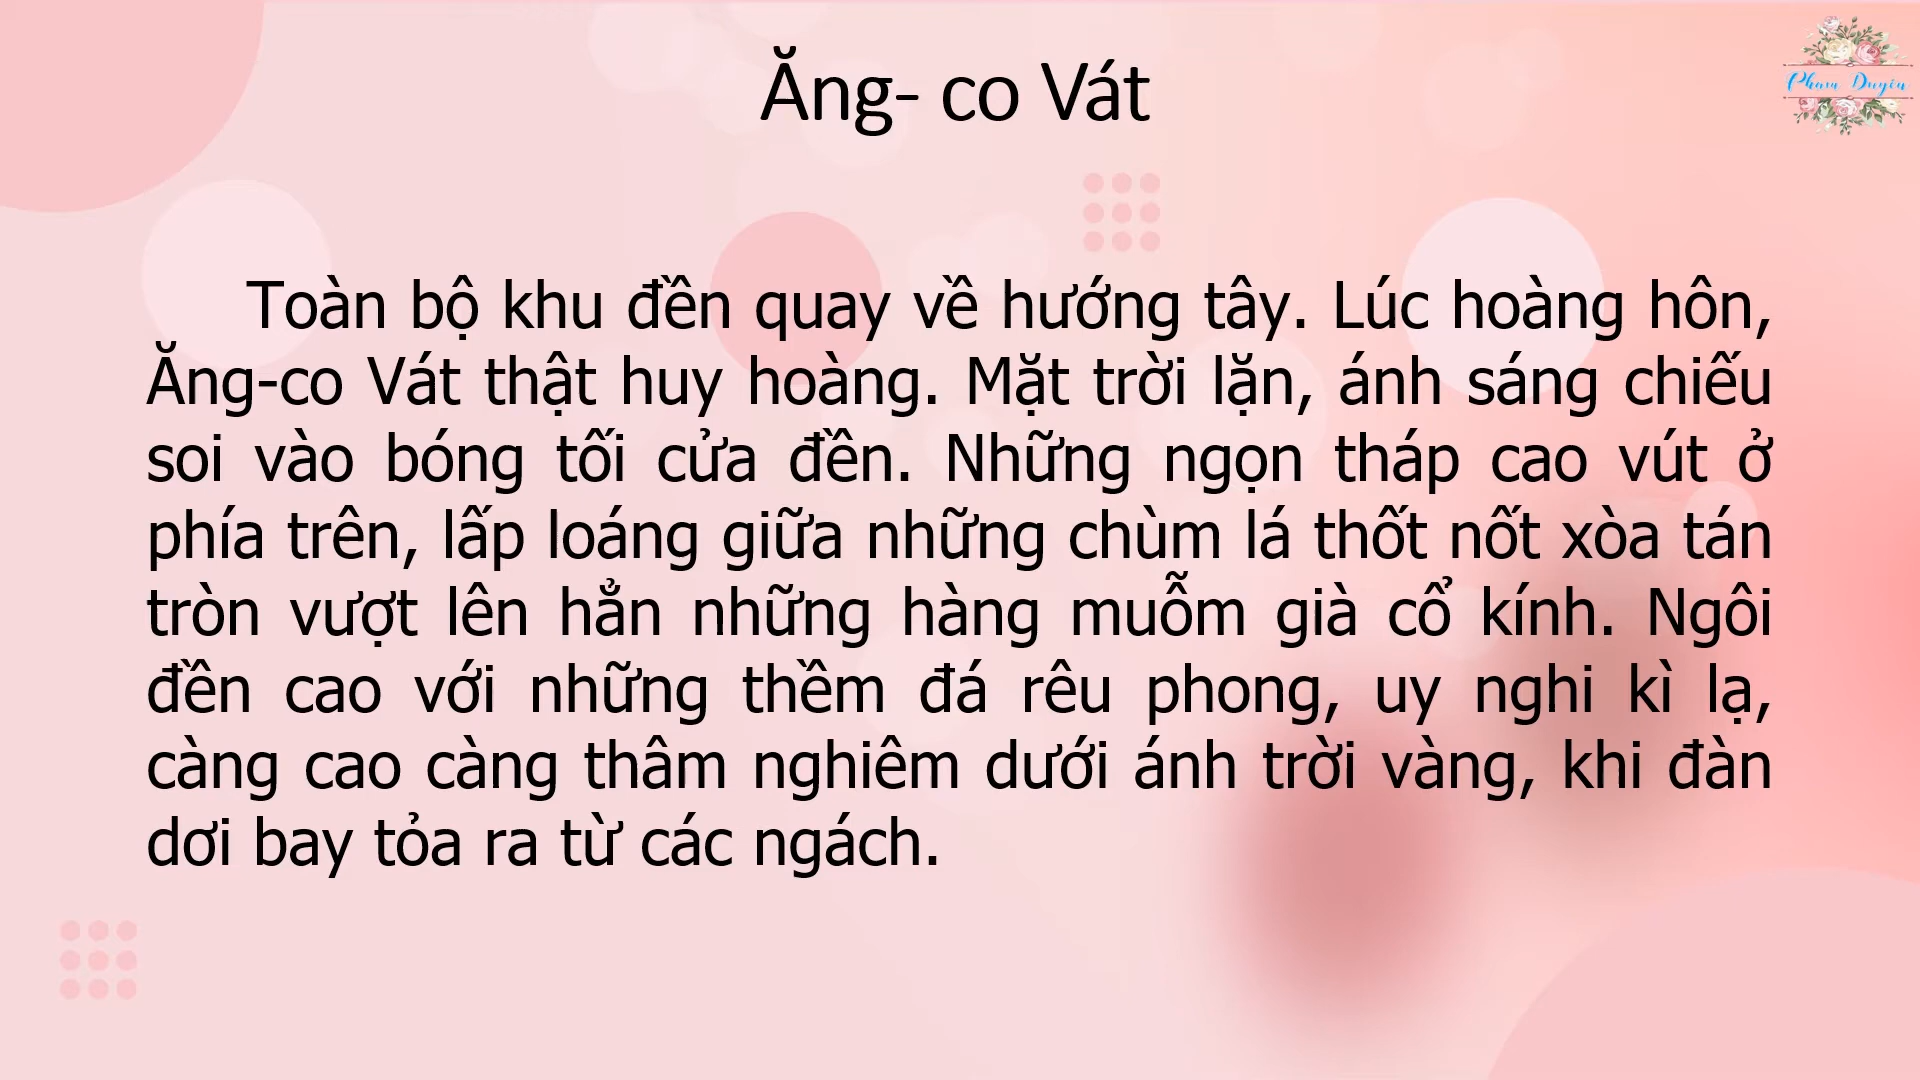 Ăng- co Vát
Phạm Duyên
Toàn bộ khu đền quay về hướng tây. Lúc hoàng hôn,
Ăng-co Vát thật huy hoàng. Mặt trời lặn, ánh sáng chiếu
soi vào bóng tối cửa đền. Những ngọn tháp cao vút ở
phía trên, lấp loáng giữa những chùm lá thốt nốt xòa tán
tròn vượt lên hẳn những hàng muỗm già cổ kính. Ngôi
đền cao với những thềm đá rêu phong, uy nghi kì lạ,
càng cao càng thâm nghiêm dưới ánh trời vàng, khi đàn
dơi bay tỏa ra từ các ngách.